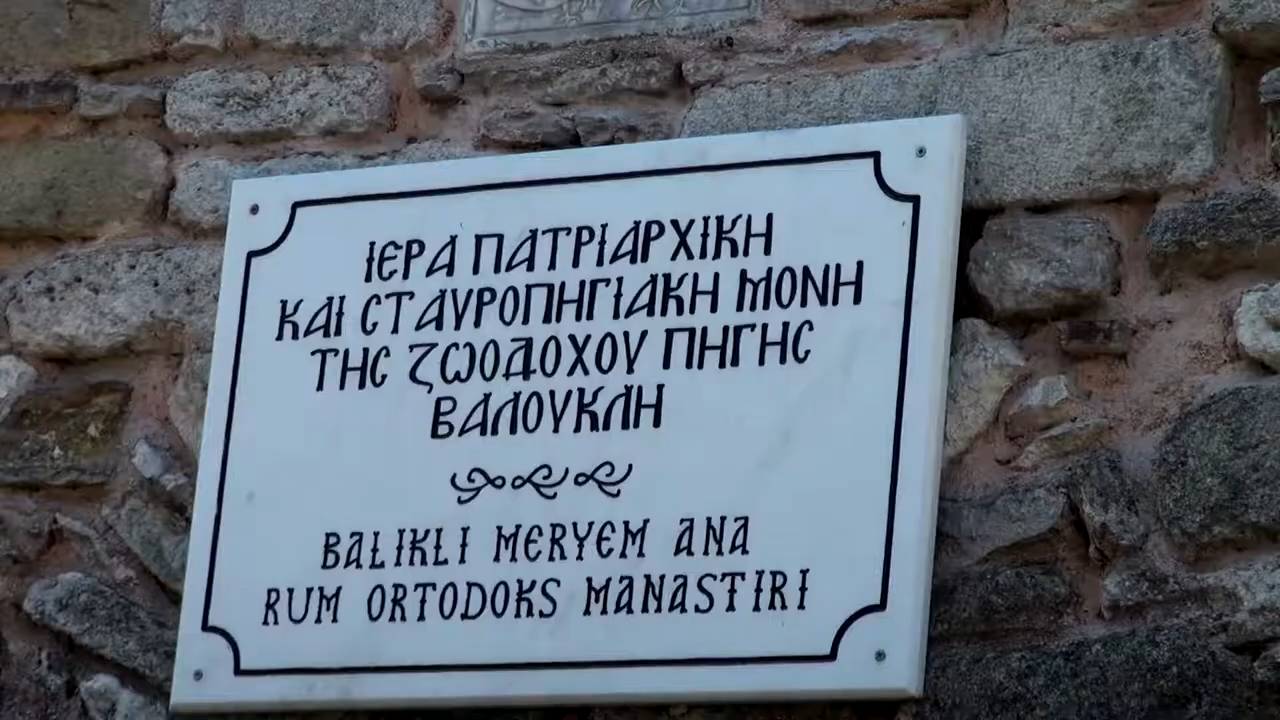 ΙΕΡΑ ΠΑΤΡΙΑΡΧΙΚΗ
ΚΑΙ ΣΤΑΥΡΟΠΗΓΙΑΚΗ ΜΟΝΗ
ΤΗΣ ΖΩΟΔΟΧΟΥ ΠΗΓΗΣ
ΒΑΛΟΥΚΛΗ
BALIKLI MERYEM ANA
RUM ORTODOKS MANASTIRI